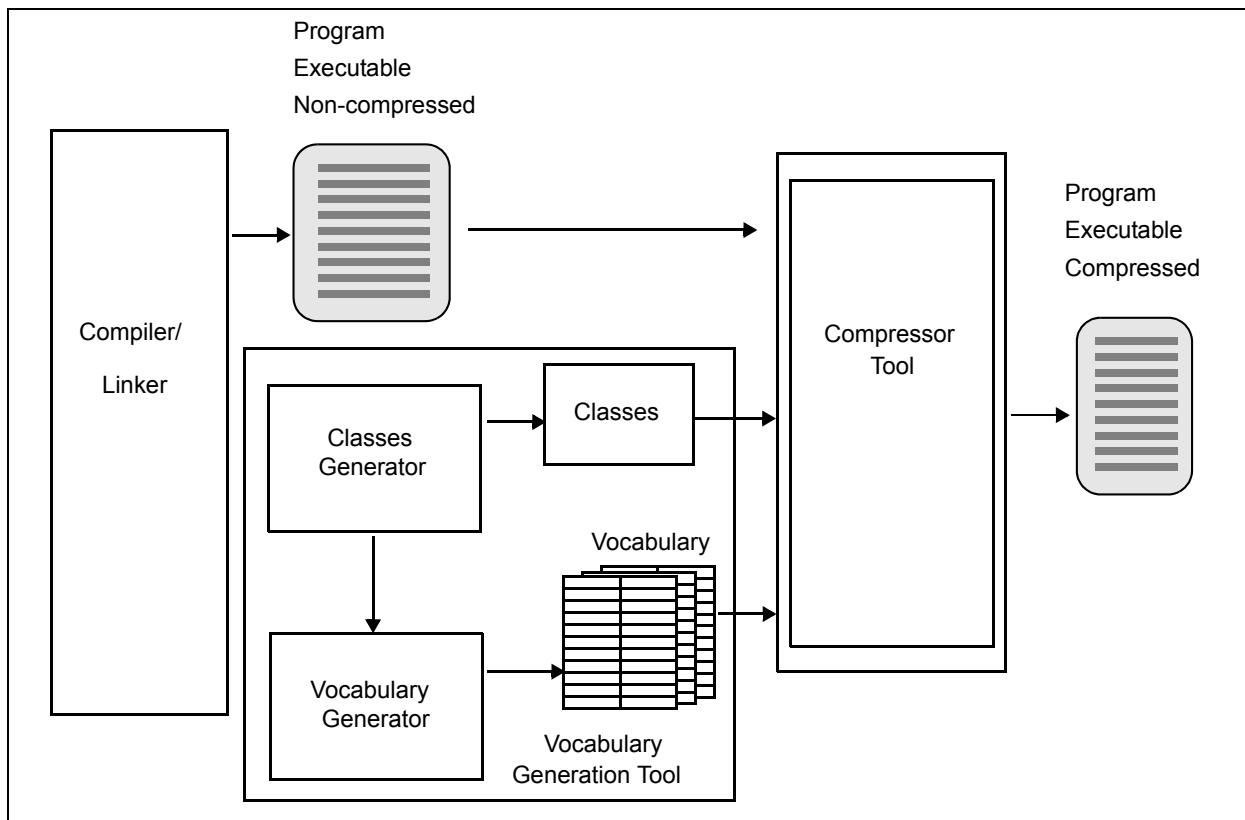 Program
Executable
Non-compressed
Program
Executable
Compressed
Compiler/
Linker
Compressor
Tool
Classes
Classes
Generator
Vocabulary
Vocabulary
Generator
Vocabulary
Generation Tool